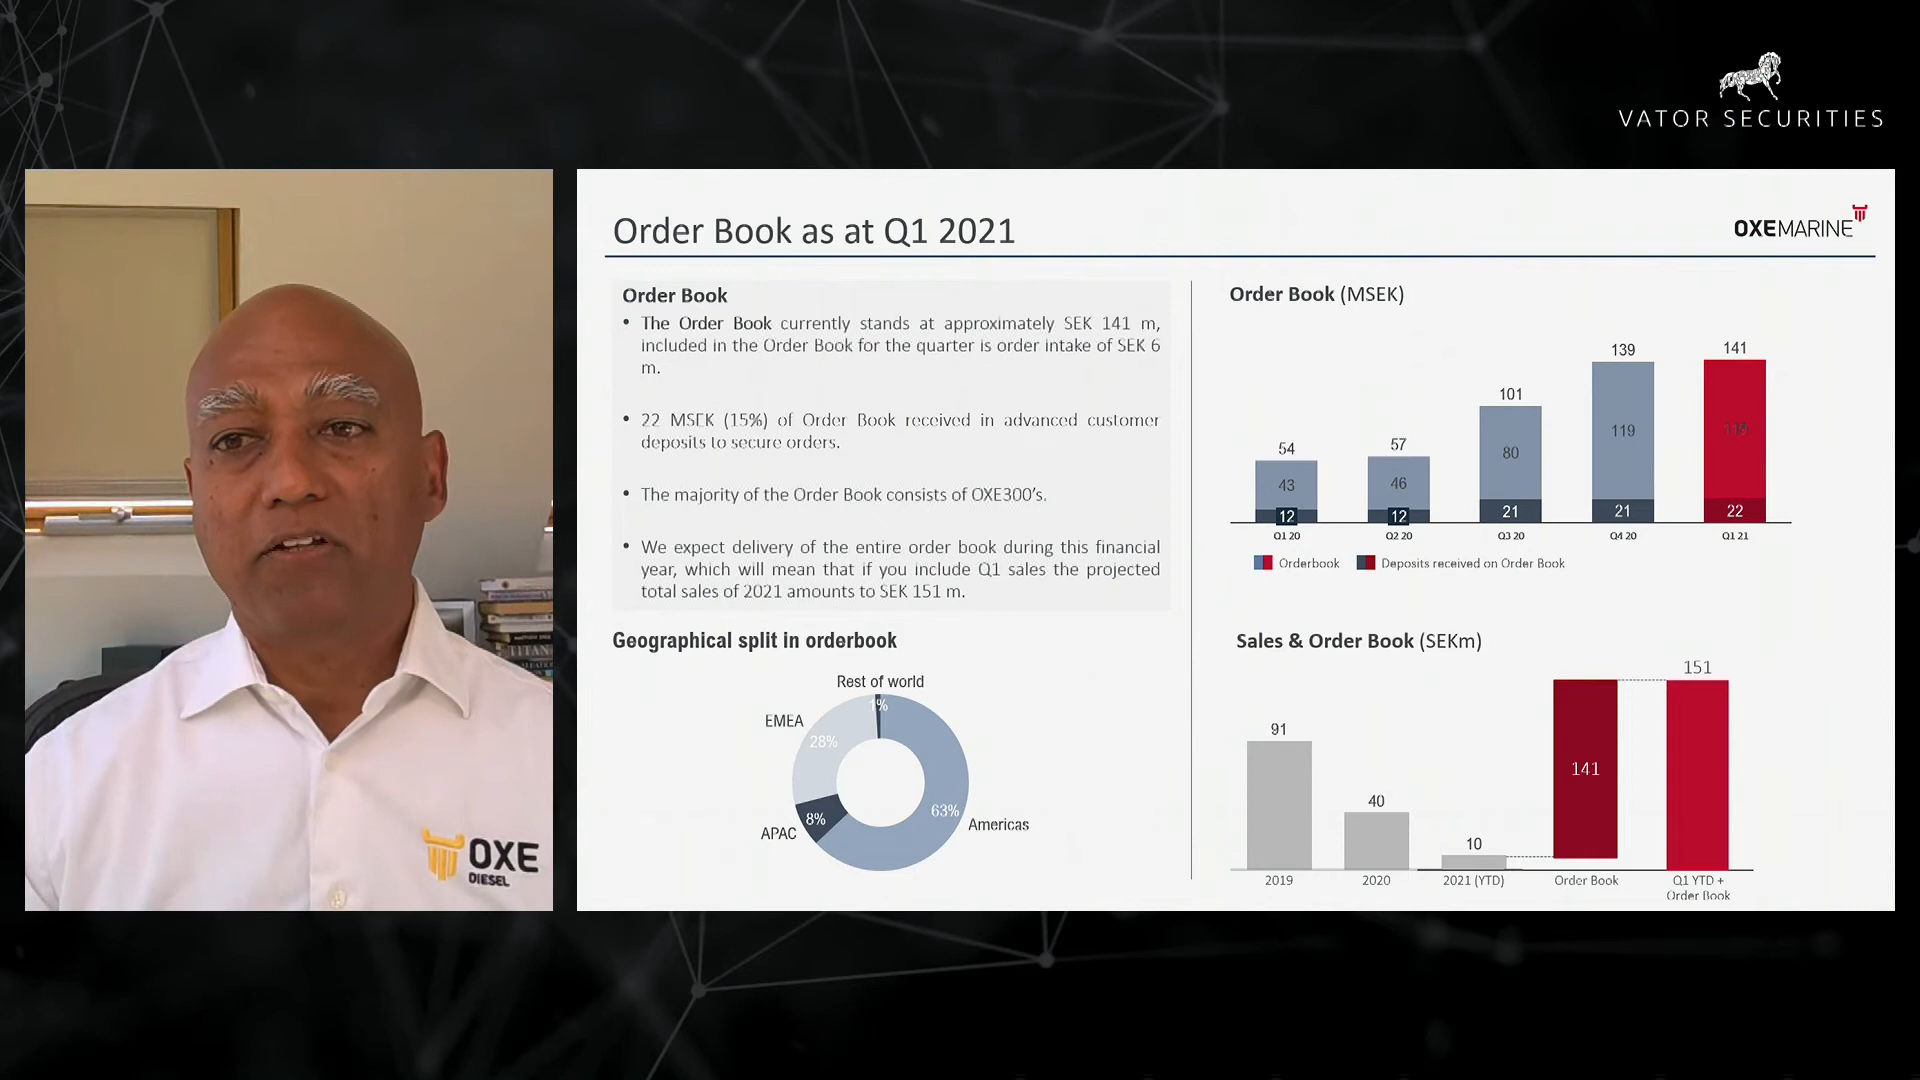 VATOR SECURITIES
Order Book as at Q1 2021
OXEMARINE
Order Book
• The Order Book currently stands at approximately SEK 141 m,
included in the Order Book for the quarter is order intake of SEK 6
m.
• 22 MSEK (15%) of Order Book received in advanced customer
deposits to secure orders.
• The majority of the Order Book consists of OXE300's.
• We expect delivery of the entire order book during this financial
year, which will mean that if you include Q1 sales the projected
total sales of 2021 amounts to SEK 151 m.
Geographical split in orderbook
Rest of world
1%
EMEA
28%
63%
8%
APAC
Americas
Order Book (MSEK)
54
57
101
139
141
43
46
80
119
12
12
21
21
22
Q1 20
Q2 20
Q3 20
Q4 20
Q1 21
Orderbook
Deposits received on Order Book
Sales & Order Book (SEKm)
91
40
10
141
151
2019
2020
2021 (YTD)
Order Book
Q1 YTD +
Order Book
TITAN
OXE
DIESEL